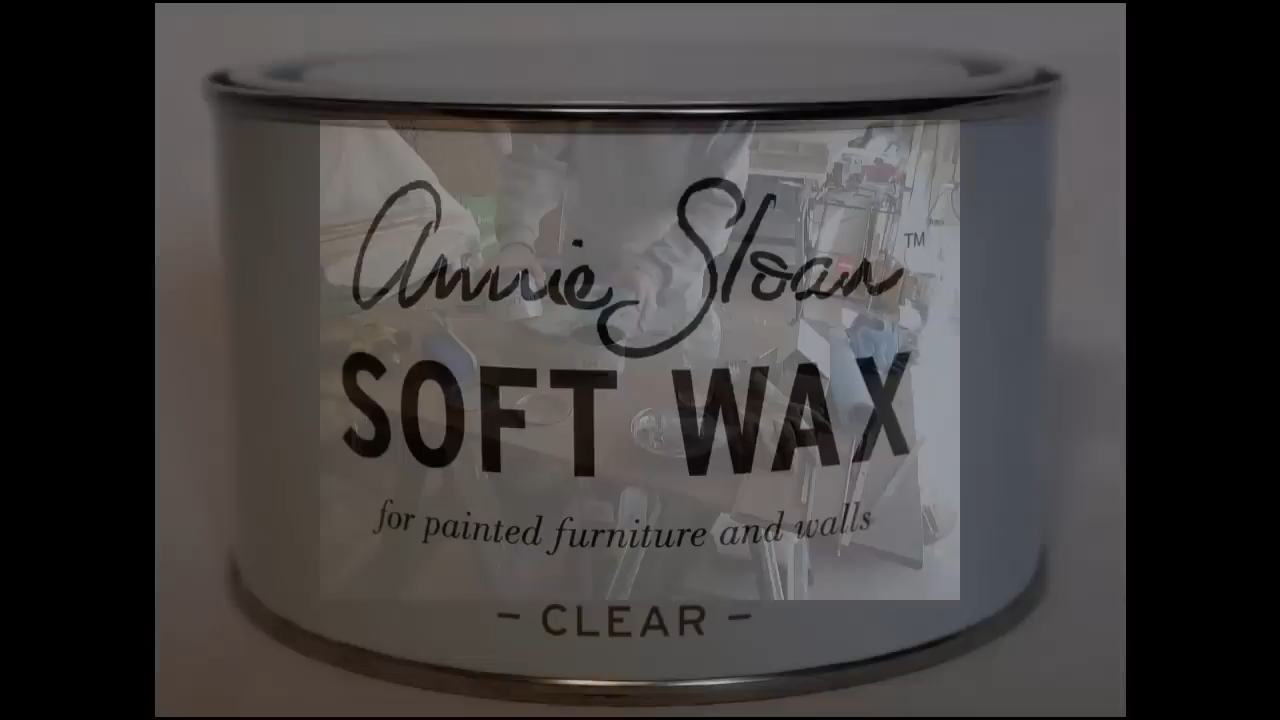 Annie Sloan™
SOFT WAX
for painted furniture and walls
– CLEAR –